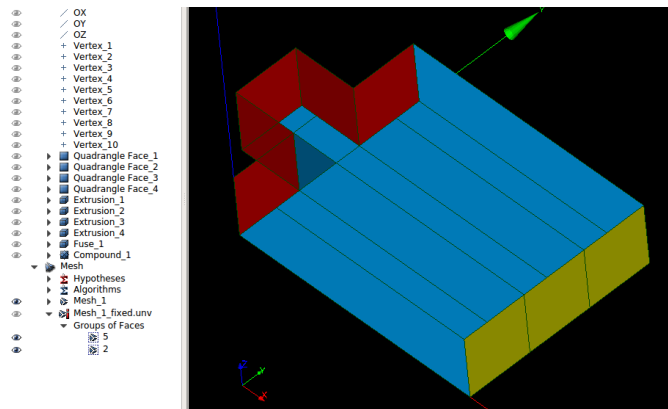 OX
OY
OZ
Vertex_1
Vertex_2
Vertex_3
Vertex_4
Vertex_5
Vertex_6
Vertex_7
Vertex_8
Vertex_9
Vertex_10
Quadrangle Face_1
Quadrangle Face_2
Quadrangle Face_3
Quadrangle Face_4
Extrusion_1
Extrusion_2
Extrusion_3
Extrusion_4
Fuse_1
Compound_1
Mesh
Hypotheses
Algorithms
Mesh_1
Mesh_1_fixed.unv
Groups of Faces
5
2
Y
Z
Y
X